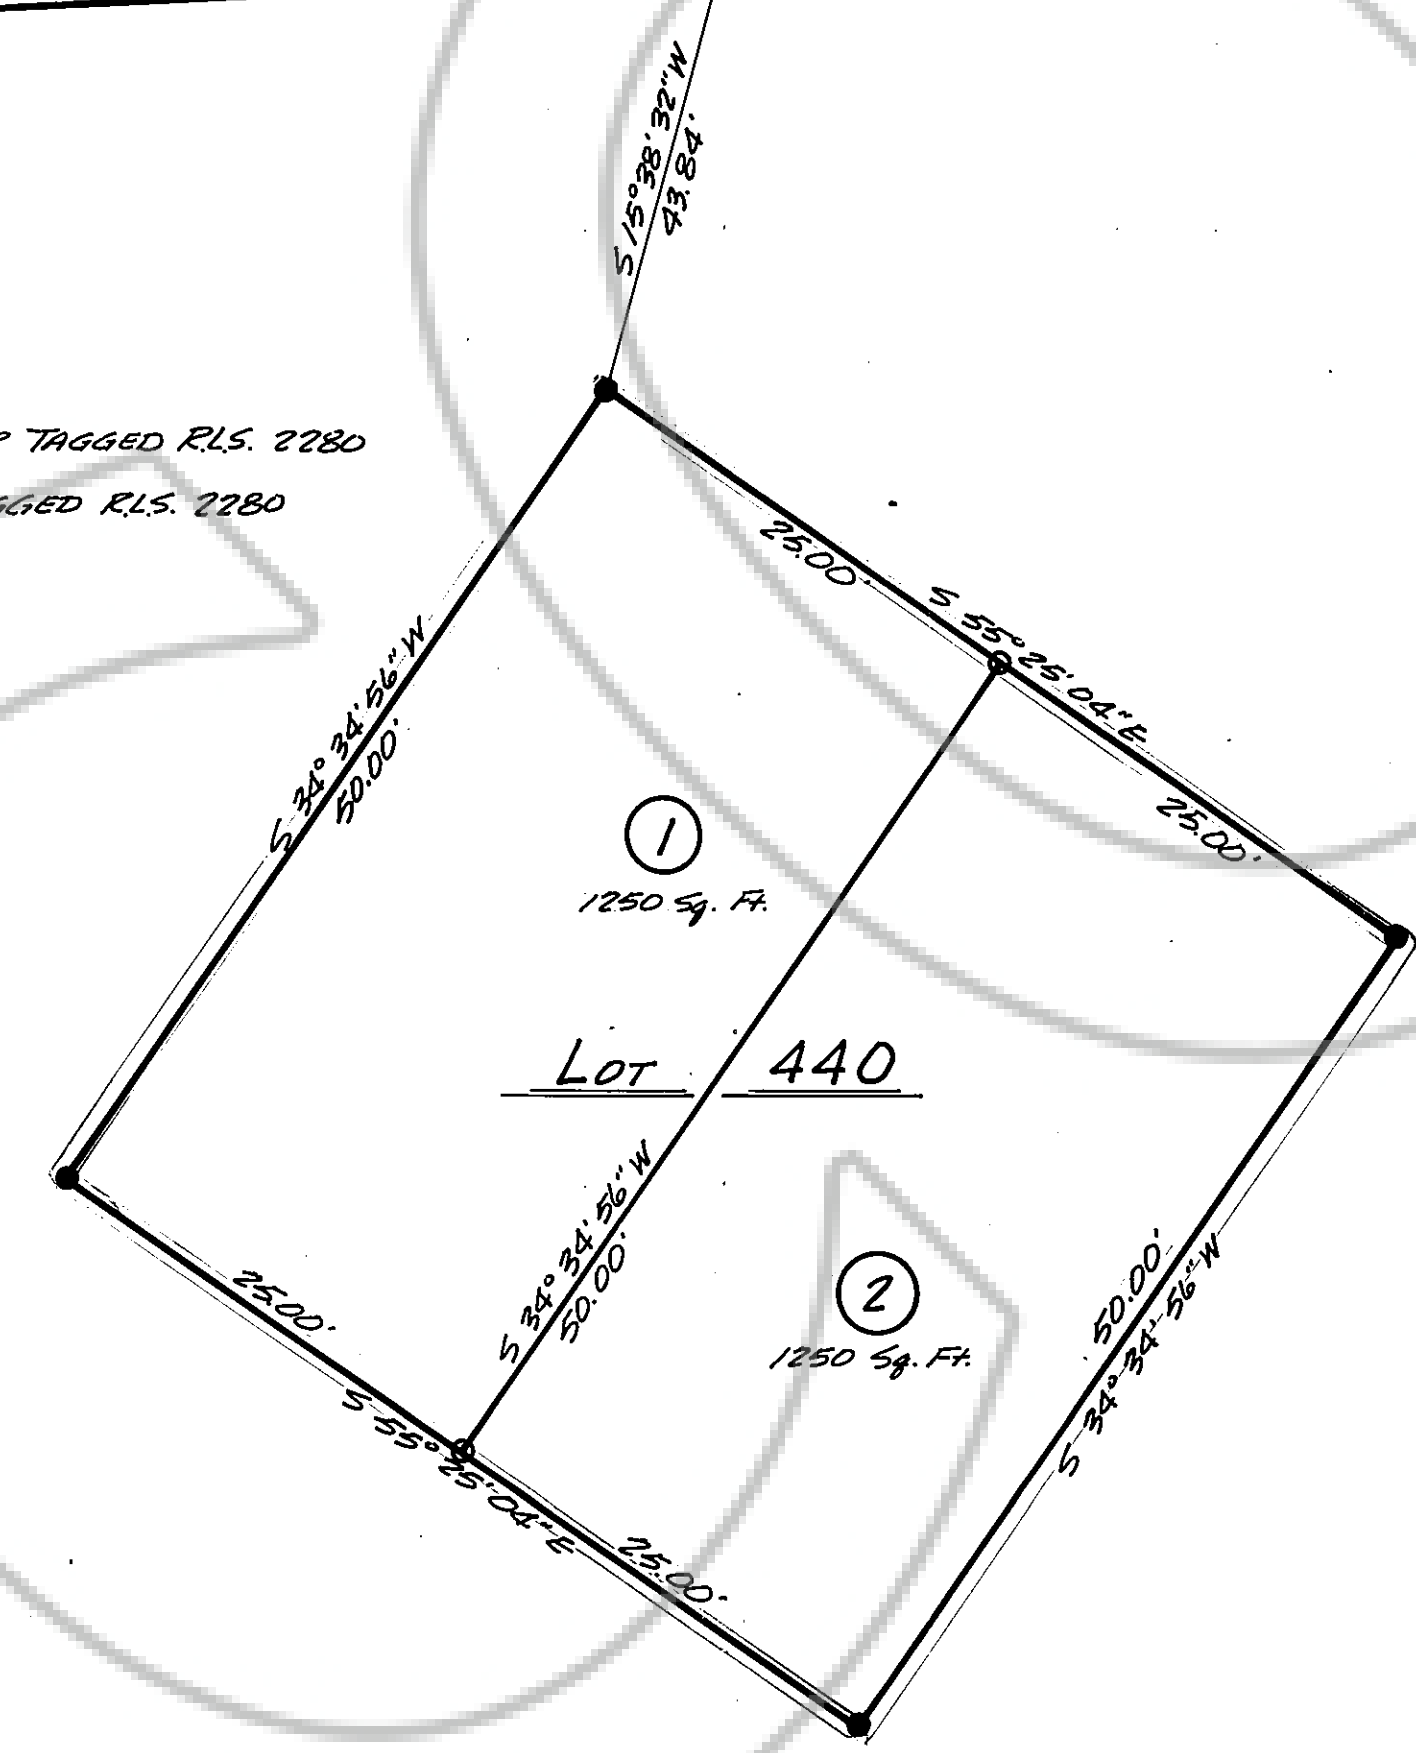 S 15°38'32"W
43.84'
TAGGED R.L.S. 2280
R.L.S. 2280
25.00'
S 55°25'04"E
25.00'
S 34°34'56"W
50.00'
1
1250 Sq. Ft.
LOT 440
S 34°34'56"W
50.00'
2
1250 Sq. Ft.
50.00'
S 34°34'56"W
25.00'
S 55°25'04"E
25.00'